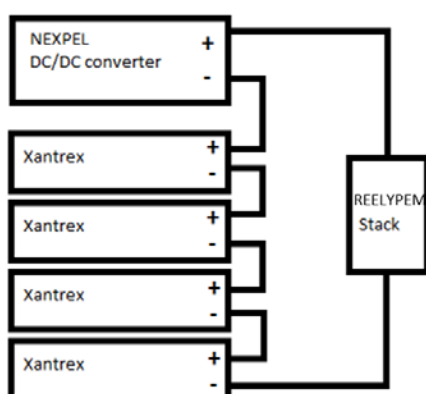 NEXPEL
DC/DC converter
+
-
Xantrex
+
-
REELYPEM
Stack
Xantrex
+
-
Xantrex
+
-
Xantrex
+
-